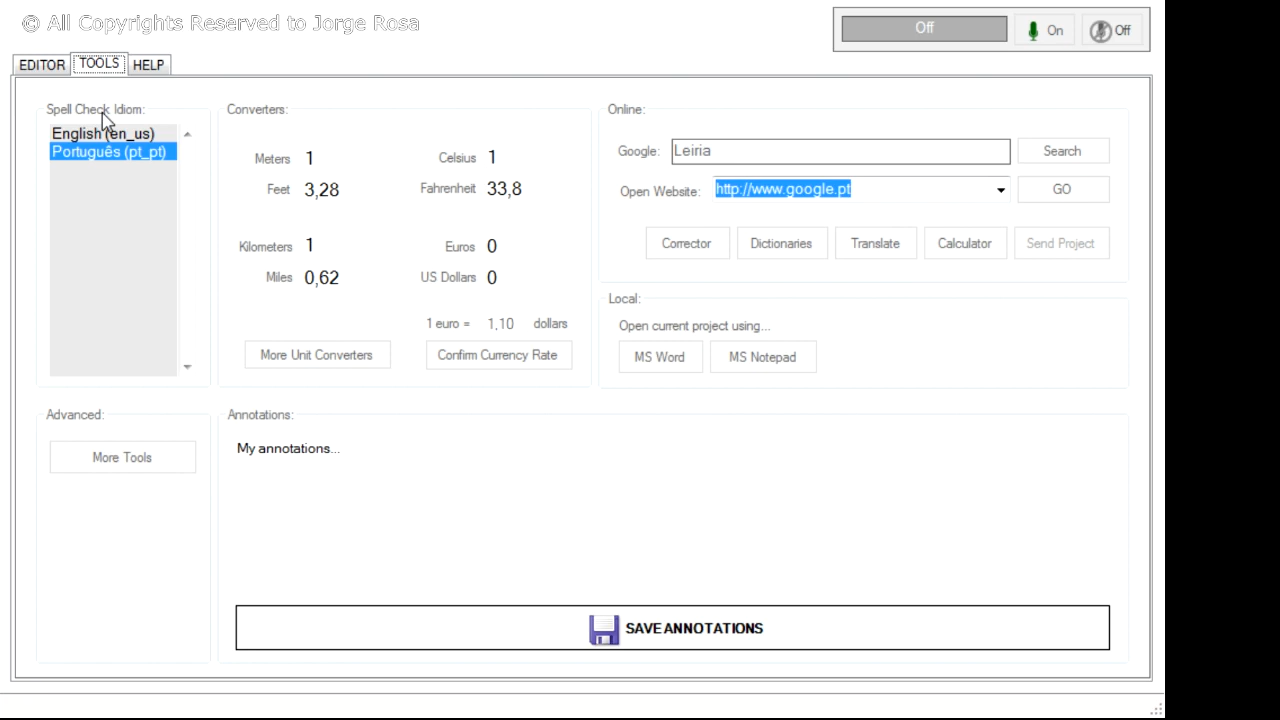 © All Copyrights Reserved to Jorge Rosa
Off
On
Off
EDITOR
TOOLS
HELP
Spell Check Idiom:
English (en_us)
Português (pt_pt)
Converters:
Meters 1
Feet 3,28
Celsius 1
Fahrenheit 33,8
Kilometers 1
Miles 0,62
Euros 0
US Dollars 0
1 euro = 1,10 dollars
More Unit Converters
Confirm Currency Rate
Online:
Google: Leiria Search
Open Website: http://www.google.pt GO
Corrector
Dictionaries
Translate
Calculator
Send Project
Local:
Open current project using...
MS Word
MS Notepad
Advanced:
More Tools
Annotations:
My annotations...
SAVE ANNOTATIONS